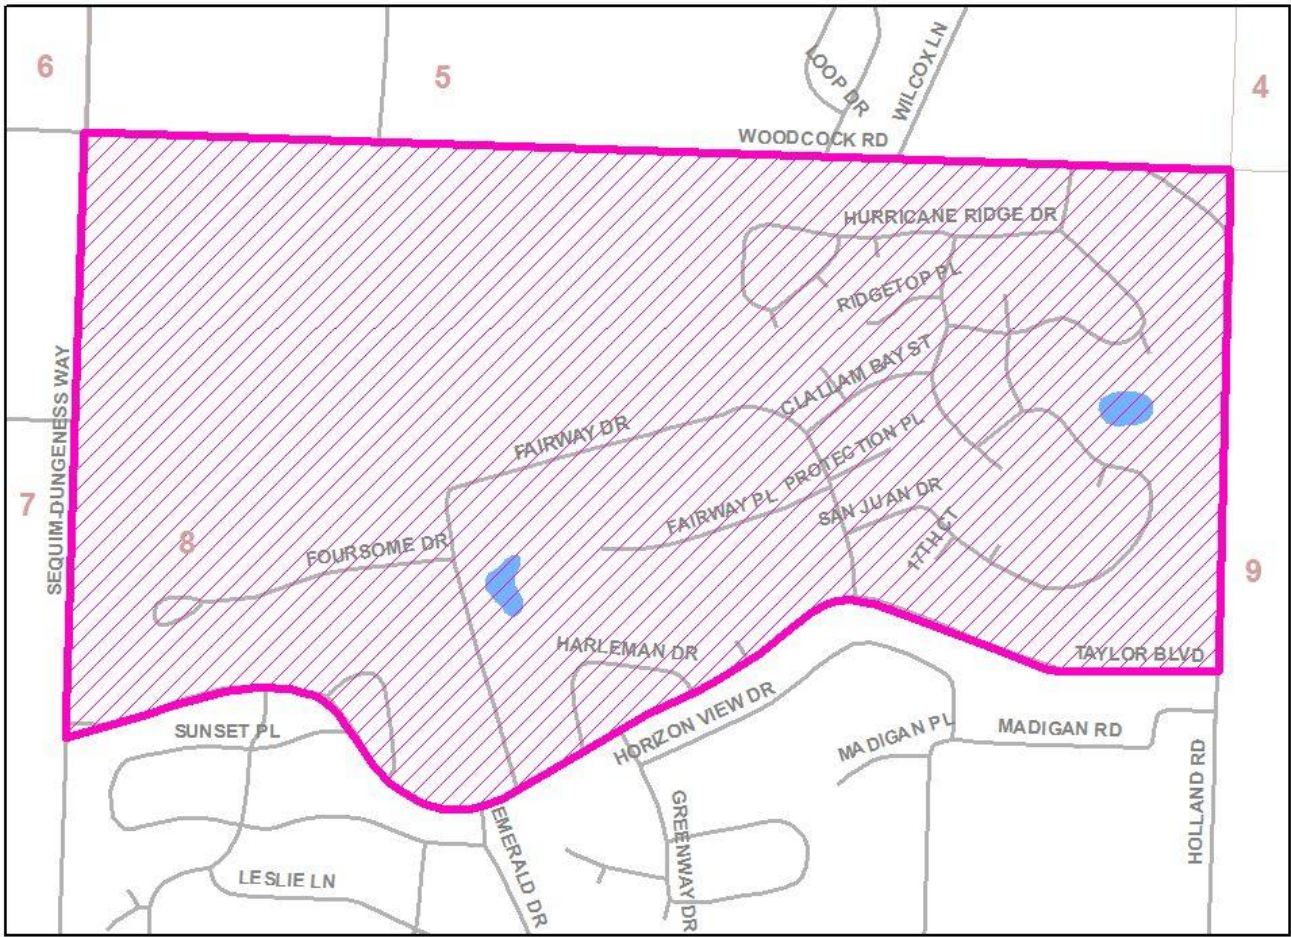 6
5
4
LOOP DR
WILCOX LN
WOODCOCK RD
HURRICANE RIDGE DR
RIDGETOP PL
CLALLAM BAY ST
SEQUIM-DUNGENESS WAY
FAIRWAY DR
PROTECTION PL
FAIRWAY PL
SAN JUAN DR
17TH CT
7
8
FOURSOME DR
9
HARLEMAN DR
TAYLOR BLVD
SUNSET PL
HORIZON VIEW DR
MADIGAN PL
MADIGAN RD
HOLLAND RD
EMERALD DR
GREENWAY DR
LESLIE LN